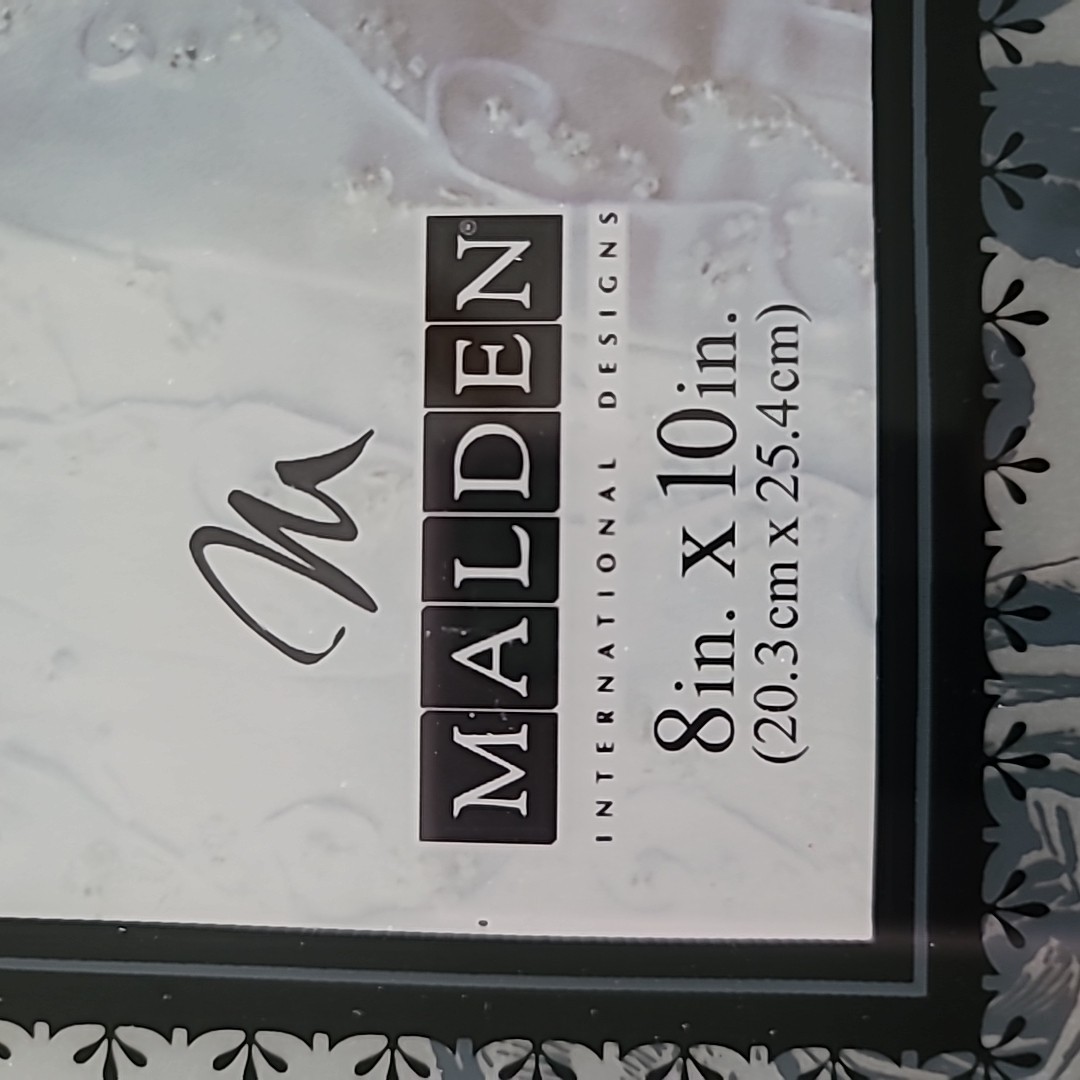 M
MALDEN®
INTERNATIONAL DESIGNS
8in. x 10in.
(20.3cm x 25.4cm)